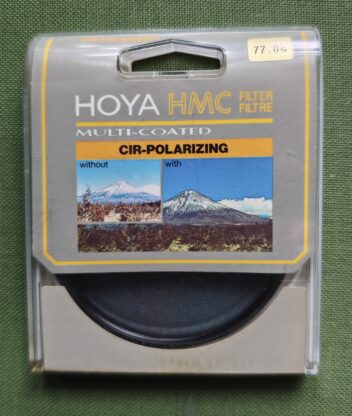 77.0s
HOYA HMC FILTER
FILTRE
MULTI-COATED
CIR-POLARIZING
without with